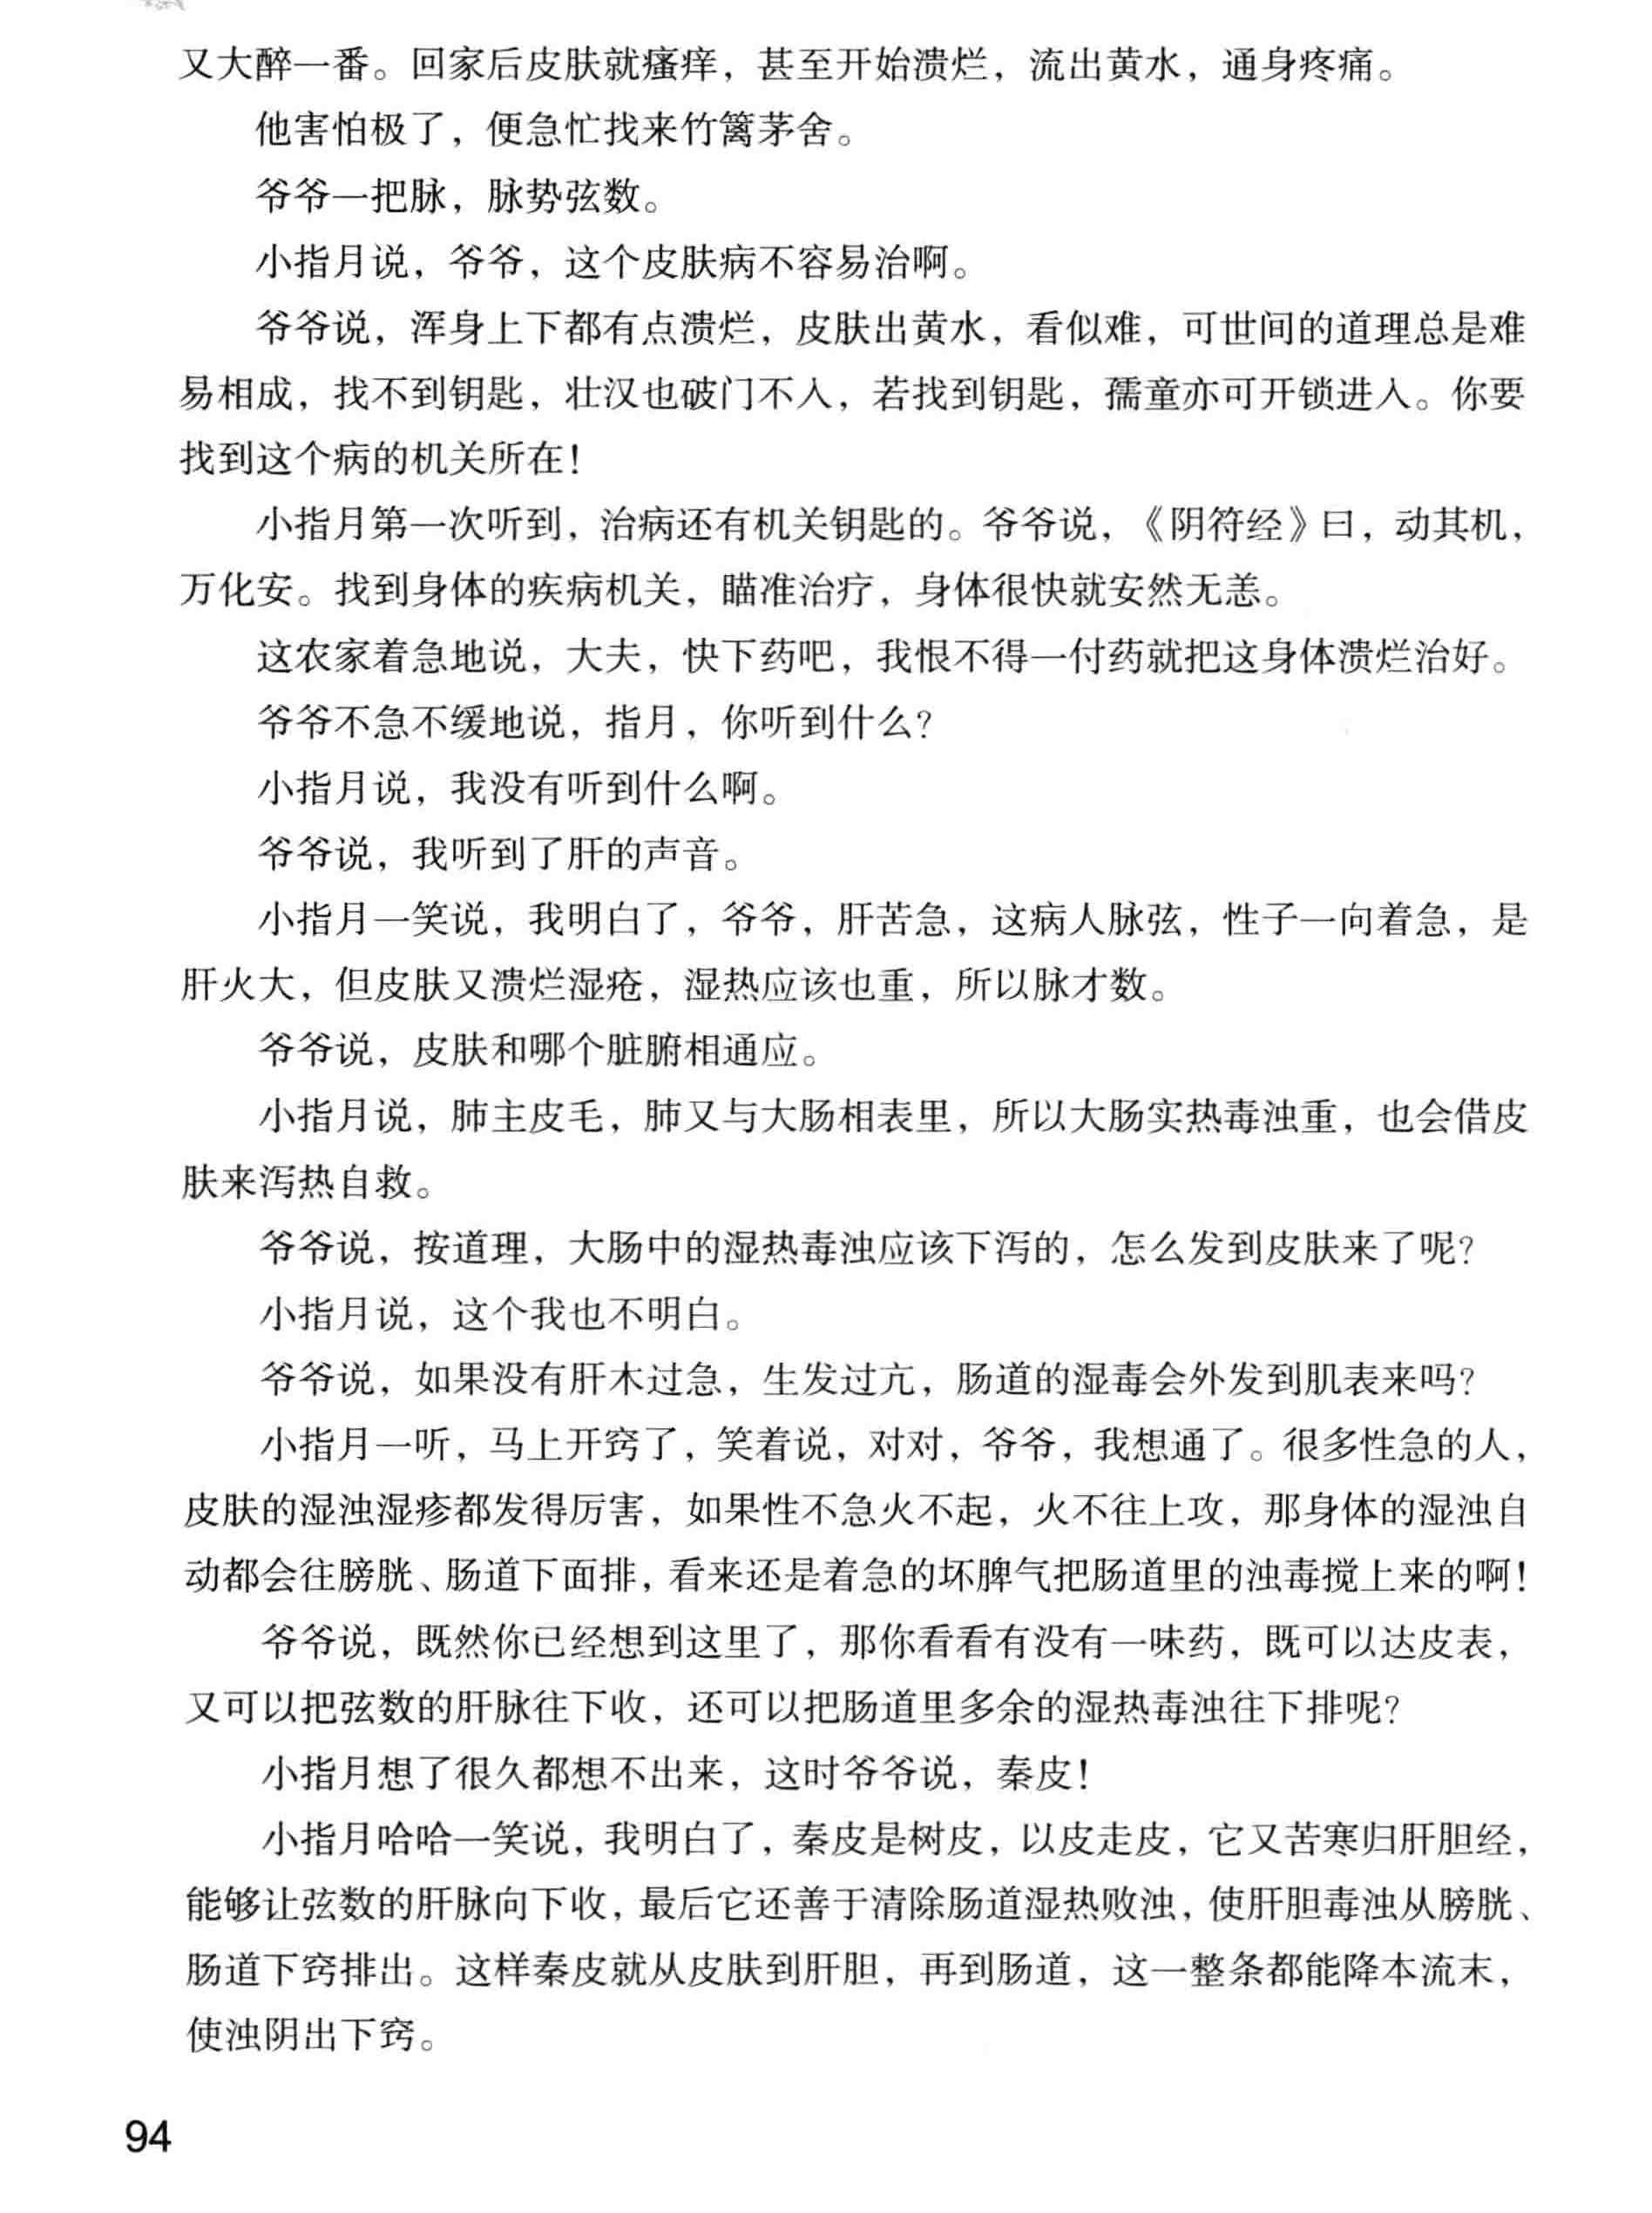 又大醉一番。回家后皮肤就瘙痒，甚至开始溃烂，流出黄水，通身疼痛。
他害怕极了，便急忙找来竹篱茅舍。
爷爷一把脉，脉势弦数。
小指月说，爷爷，这个皮肤病不容易治啊。
爷爷说，浑身上下都有点溃烂，皮肤出黄水，看似难，可世间的道理总是难
易相成，找不到钥匙，壮汉也破门不入，若找到钥匙，孺童亦可开锁进入。你要
找到这个病的机关所在！
小指月第一次听到，治病还有机关钥匙的。爷爷说，《阴符经》曰，动其机，
万化安。找到身体的疾病机关，瞄准治疗，身体很快就安然无恙。
这农家着急地说，大夫，快下药吧，我恨不得一付药就把这身体溃烂治好。
爷爷不急不缓地说，指月，你听到什么？
小指月说，我没有听到什么啊。
爷爷说，我听到了肝的声音。
小指月一笑说，我明白了，爷爷，肝苦急，这病人脉弦，性子一向着急，是
肝火大，但皮肤又溃烂湿疮，湿热应该也重，所以脉才数。
爷爷说，皮肤和哪个脏腑相通应。
小指月说，肺主皮毛，肺又与大肠相表里，所以大肠实热毒浊重，也会借皮
肤来泻热自救。
爷爷说，按道理，大肠中的湿热毒浊应该下泻的，怎么发到皮肤来了呢？
小指月说，这个我也不明白。
爷爷说，如果没有肝木过急，生发过亢，肠道的湿毒会外发到肌表来吗？
小指月一听，马上开窍了，笑着说，对对，爷爷，我想通了。很多性急的人，
皮肤的湿浊湿疹都发得厉害，如果性不急火不起，火不往上攻，那身体的湿浊自
动都会往膀胱、肠道下面排，看来还是着急的坏脾气把肠道里的浊毒搅上来的啊！
爷爷说，既然你已经想到这里了，那你看看有没有一味药，既可以达皮表，
又可以把弦数的肝脉往下收，还可以把肠道里多余的湿热毒浊往下排呢？
小指月想了很久都想不出来，这时爷爷说，秦皮！
小指月哈哈一笑说，我明白了，秦皮是树皮，以皮走皮，它又苦寒归肝胆经，
能够让弦数的肝脉向下收，最后它还善于清除肠道湿热败浊，使肝胆毒浊从膀胱、
肠道下窍排出。这样秦皮就从皮肤到肝胆，再到肠道，这一整条都能降本流末，
使浊阴出下窍。
94